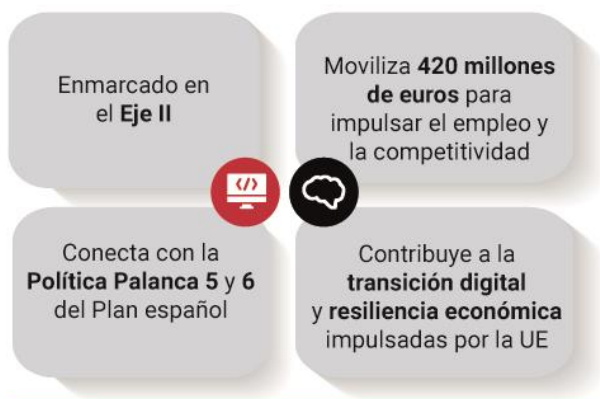 Enmarcado en
el Eje II
Moviliza 420 millones
de euros para
impulsar el empleo y
la competitividad
</>
Conecta con la
Política Palanca 5 y 6
del Plan español
Contribuye a la
transición digital
y resiliencia económica
impulsadas por la UE